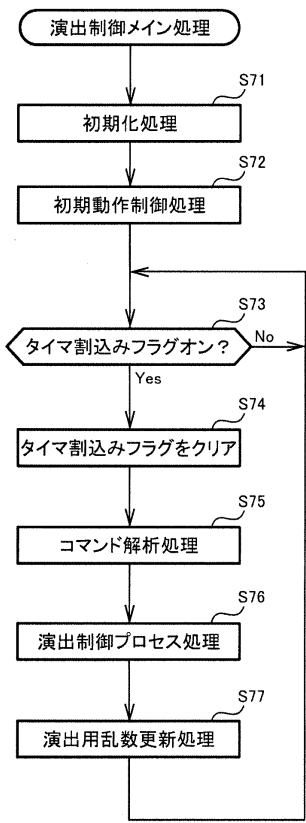 演出制御メイン処理
S71
初期化処理
S72
初期動作制御処理
S73
タイマ割込みフラグオン?
No
Yes
S74
タイマ割込みフラグをクリア
S75
コマンド解析処理
S76
演出制御プロセス処理
S77
演出用乱数更新処理